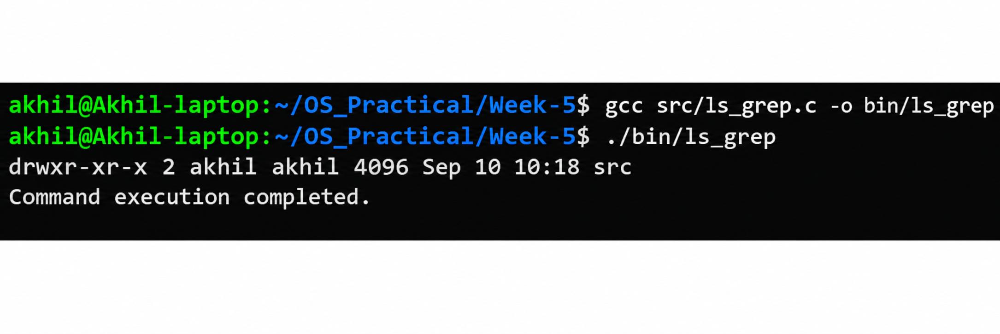 akhil@Akhil-laptop:~/OS_Practical/Week-5$ gcc src/ls_grep.c -o bin/ls_grep
akhil@Akhil-laptop:~/OS_Practical/Week-5$ ./bin/ls_grep
drwxr-xr-x 2 akhil akhil 4096 Sep 10 10:18 src
Command execution completed.